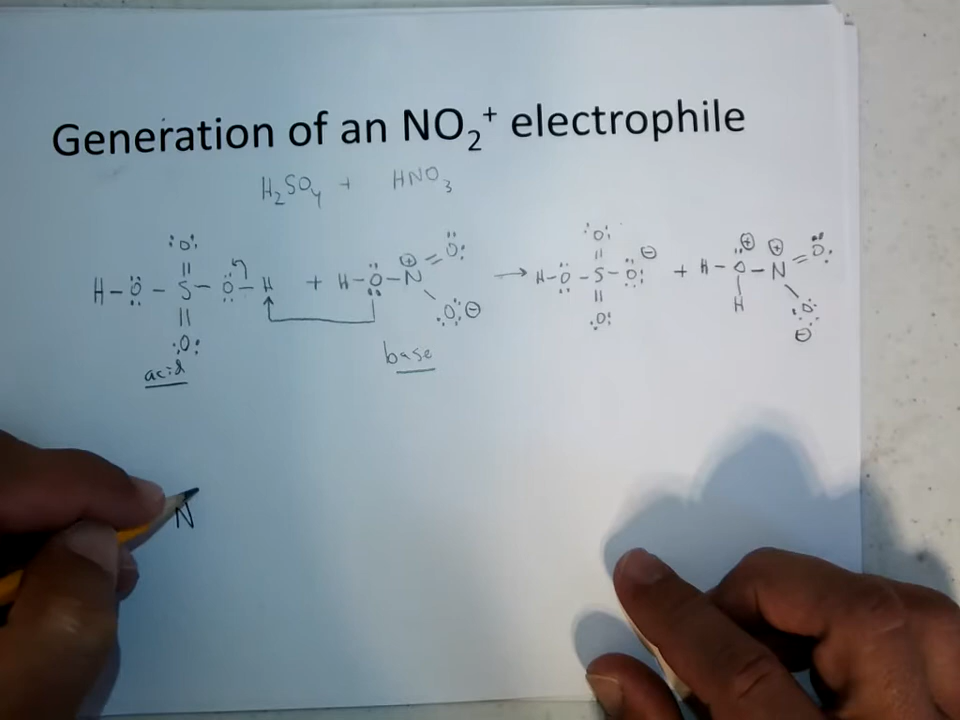 Generation of an NO₂⁺ electrophile
H₂SO₄ + HNO₃
:O: :O: :O: ⊖ ⊕ ⊕ :O:
|| ⊕ = || =
H–O–S–O–H + H–O–N → H–O–S–O: + H–O–N
|| :O:⊖ || H :O:
:O: :O: ⊖
acid base
N